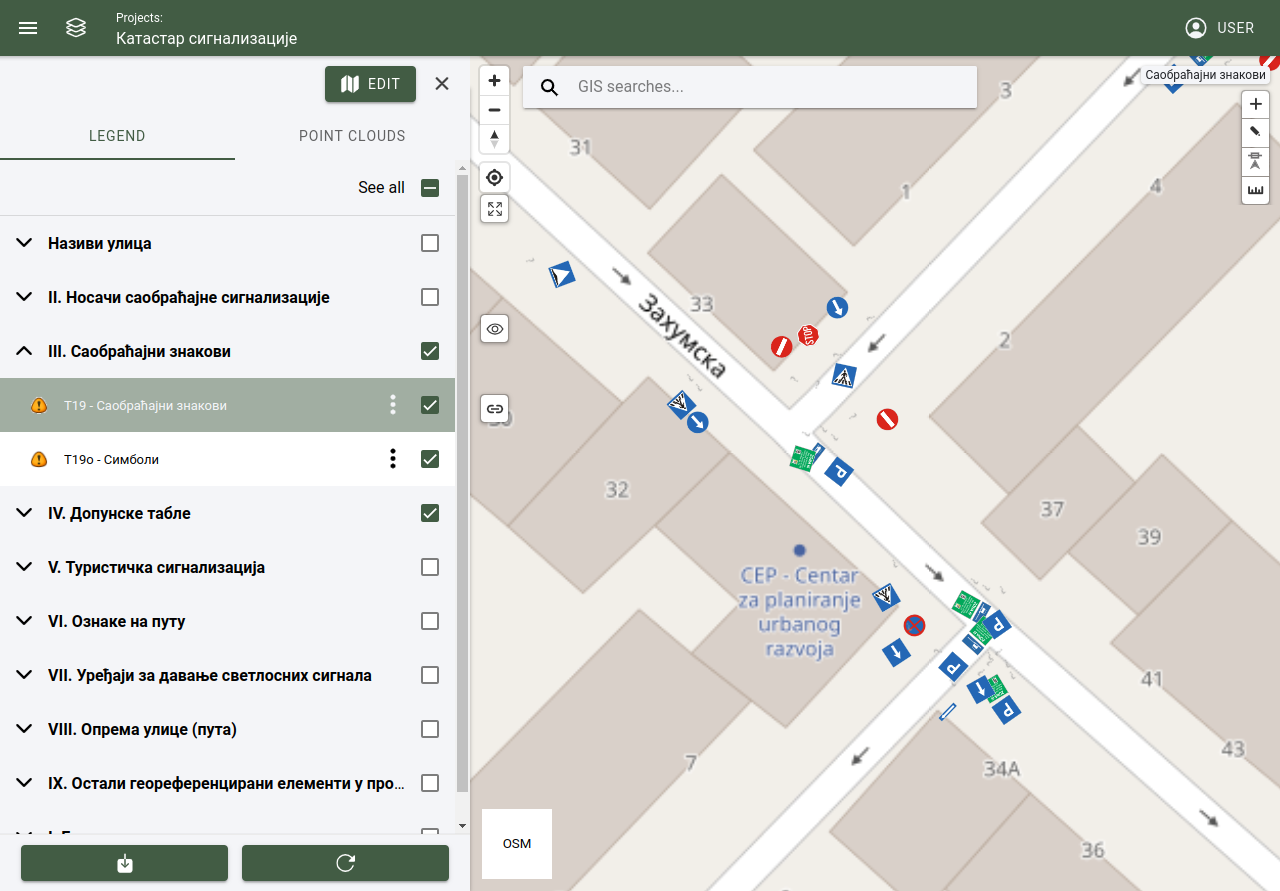 Projects:
Катастар сигнализације
USER
EDIT
LEGEND
POINT CLOUDS
See all
Називи улица
II. Носачи саобраћајне сигнализације
III. Саобраћајни знакови
T19 - Саобраћајни знакови
T19о - Симболи
IV. Допунске табле
V. Туристичка сигнализација
VI. Ознаке на путу
VII. Уређаји за давање светлосних сигнала
VIII. Опрема улице (пута)
IX. Остали геореференцирани елементи у про...
GIS searches...
Саобраћајни знакови
3
31
1
4
33
Захумска
STOP
2
30
32
P
37
39
CEP - Centar
za planiranje
urbanog
razvoja
P
P
P
41
7
34A
43
36
OSM